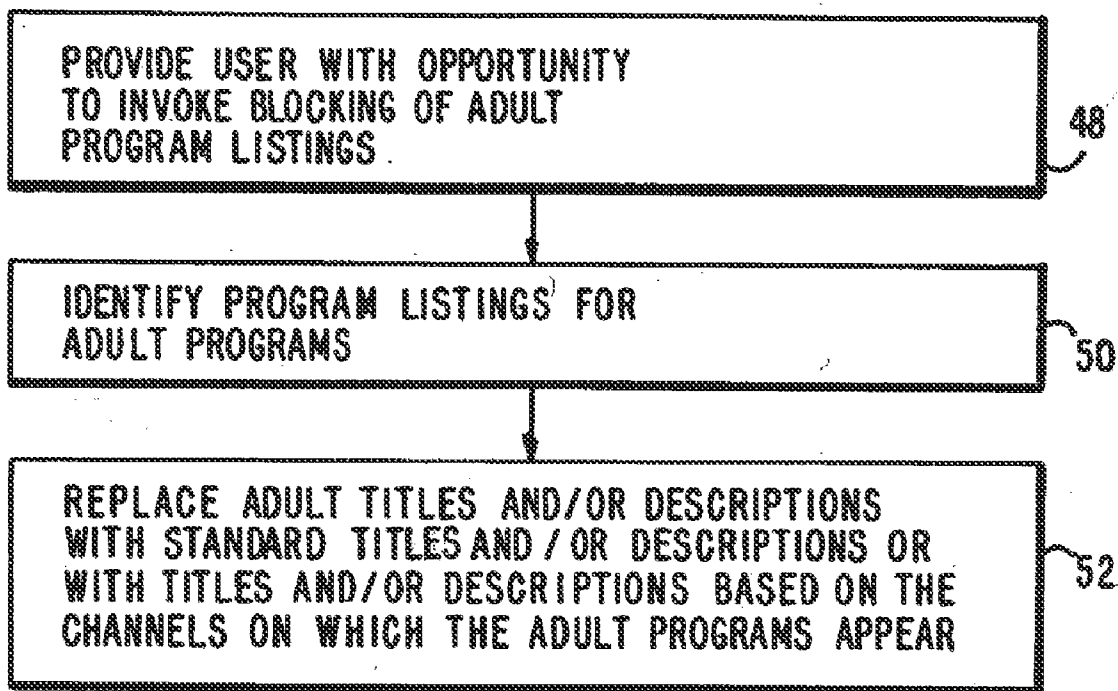 PROVIDE USER WITH OPPORTUNITY
TO INVOKE BLOCKING OF ADULT
PROGRAM LISTINGS
48
IDENTIFY PROGRAM LISTINGS FOR
ADULT PROGRAMS
50
REPLACE ADULT TITLES AND/OR DESCRIPTIONS
WITH STANDARD TITLES AND / OR DESCRIPTIONS OR
WITH TITLES AND/OR DESCRIPTIONS BASED ON THE
CHANNELS ON WHICH THE ADULT PROGRAMS APPEAR
52